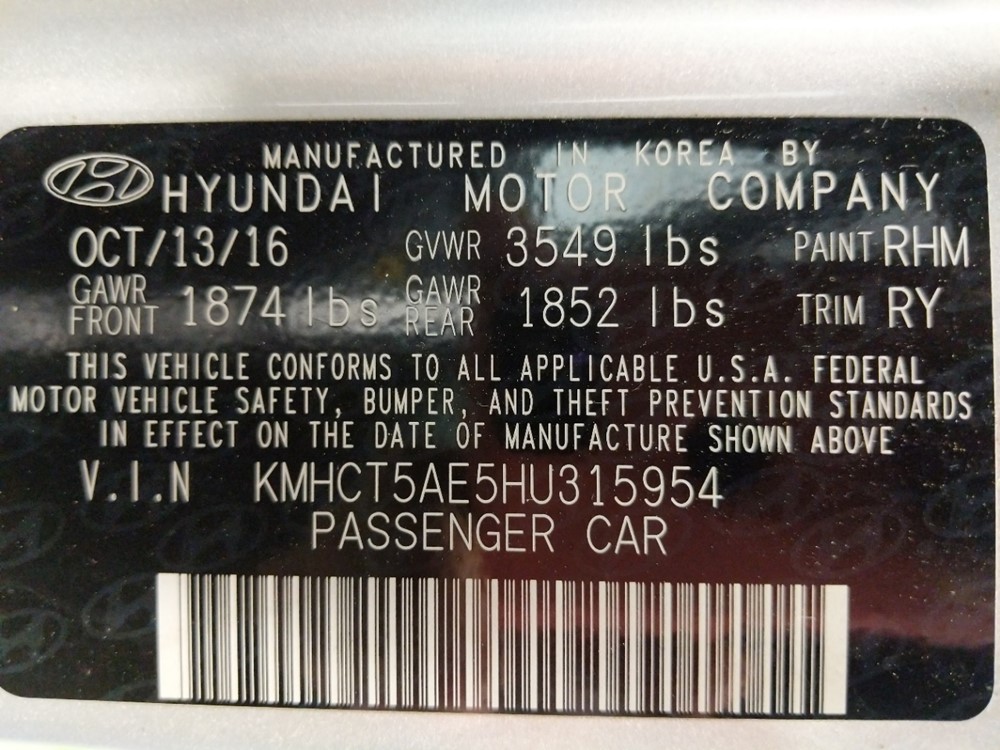 MANUFACTURED IN KOREA BY
HYUNDAI MOTOR COMPANY
OCT/13/16 GVWR 3549 lbs PAINT RHM
GAWR FRONT 1874 lbs GAWR REAR 1852 lbs TRIM RY
THIS VEHICLE CONFORMS TO ALL APPLICABLE U.S.A. FEDERAL
MOTOR VEHICLE SAFETY, BUMPER, AND THEFT PREVENTION STANDARDS
IN EFFECT ON THE DATE OF MANUFACTURE SHOWN ABOVE
V.I.N KMHCT5AE5HU315954
PASSENGER CAR